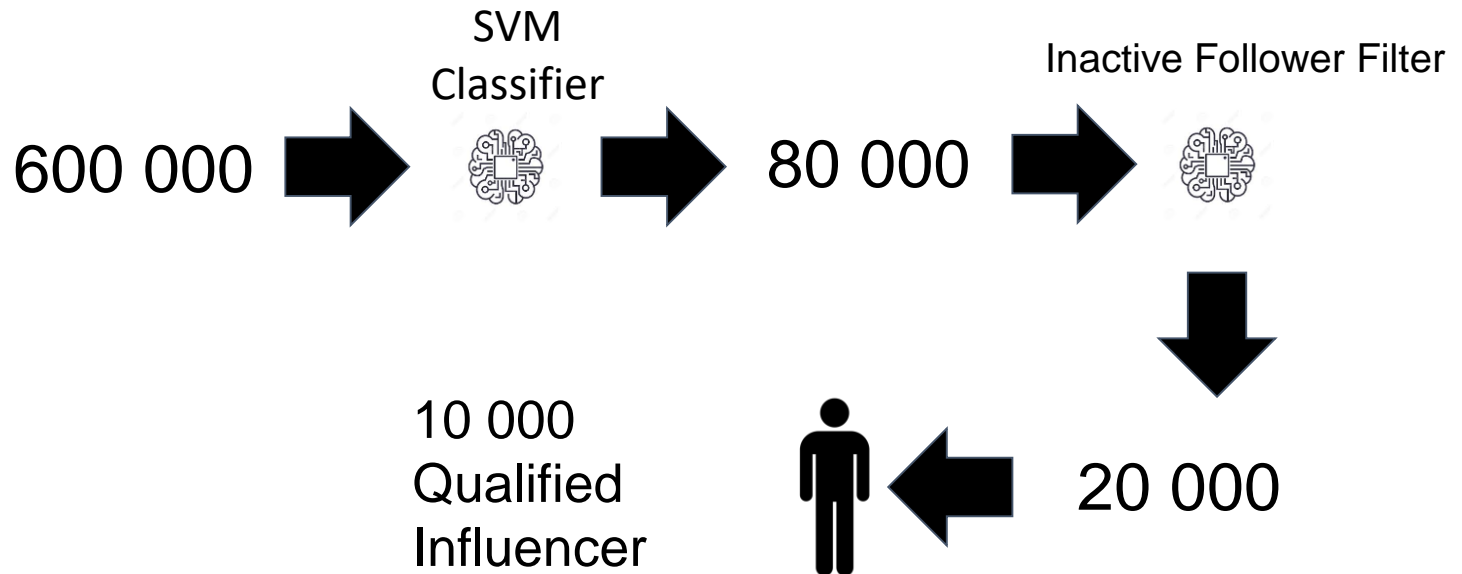 SVM
Classifier
Inactive Follower Filter
600 000
80 000
20 000
10 000
Qualified
Influencer